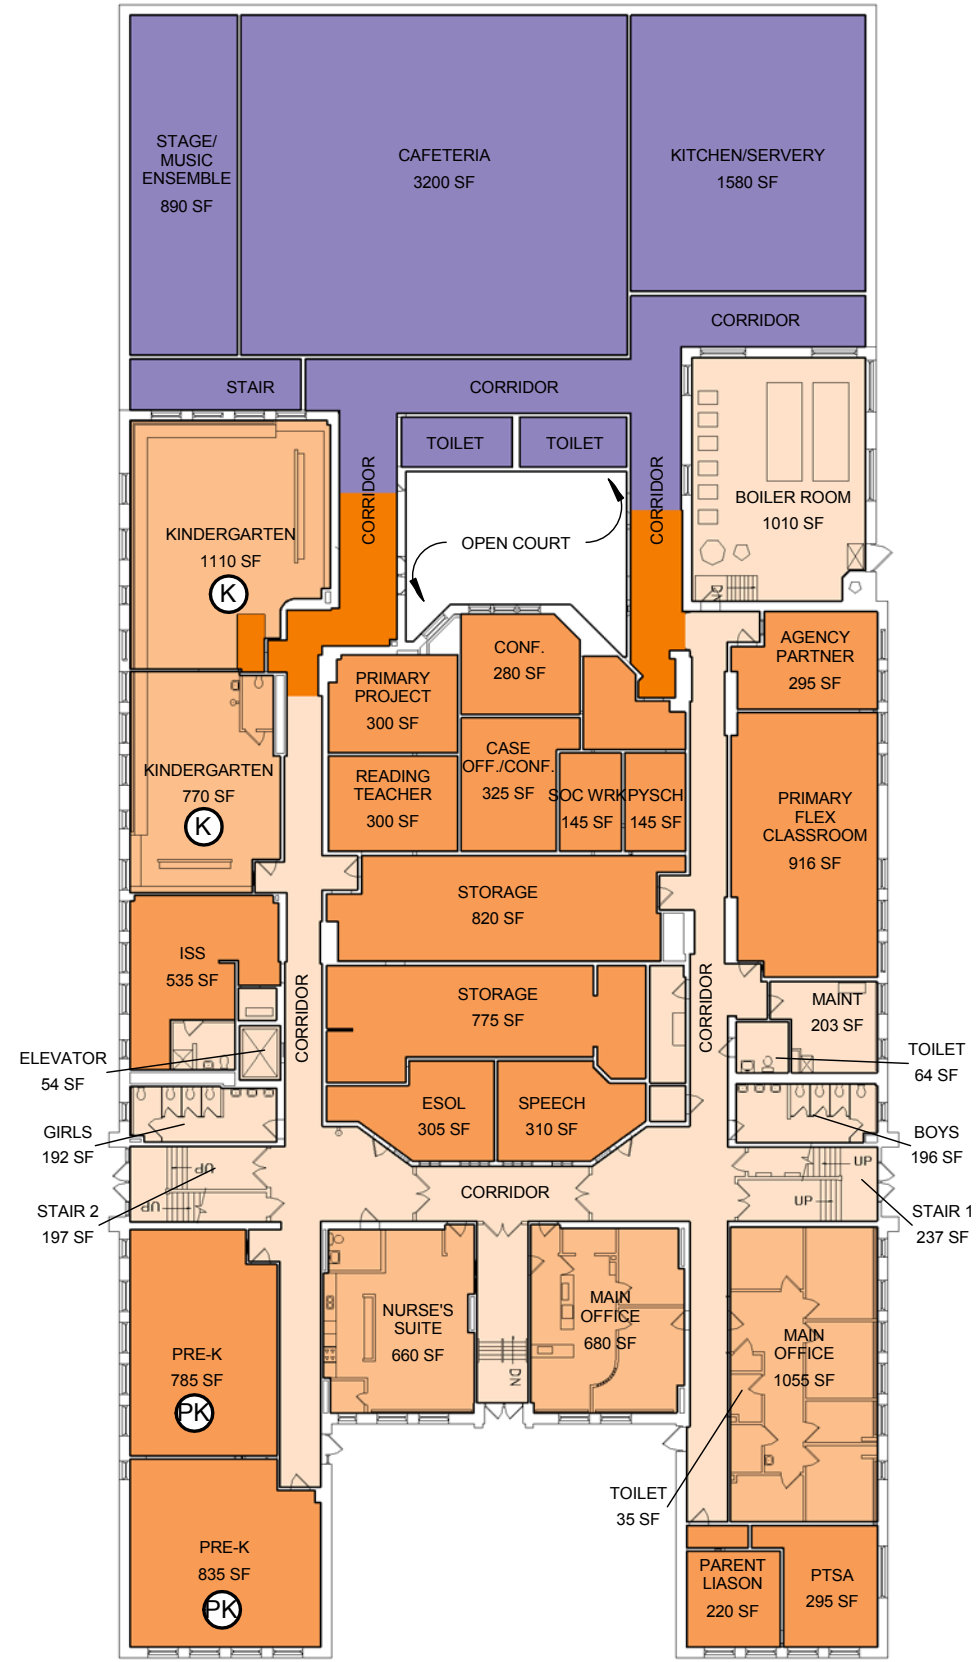 STAGE/
MUSIC
ENSEMBLE
890 SF
CAFETERIA
3200 SF
KITCHEN/SERVERY
1580 SF
CORRIDOR
STAIR
CORRIDOR
TOILET
TOILET
CORRIDOR
CORRIDOR
OPEN COURT
BOILER ROOM
1010 SF
DN
KINDERGARTEN
1110 SF
K
CONF.
280 SF
AGENCY
PARTNER
295 SF
PRIMARY
PROJECT
300 SF
CASE
OFF./CONF.
325 SF
KINDERGARTEN
770 SF
K
READING
TEACHER
300 SF
SOC WRK
145 SF
PYSCH
145 SF
PRIMARY
FLEX
CLASSROOM
916 SF
STORAGE
820 SF
ISS
535 SF
STORAGE
775 SF
CORRIDOR
CORRIDOR
MAINT
203 SF
ELEVATOR
54 SF
TOILET
64 SF
ESOL
305 SF
SPEECH
310 SF
GIRLS
192 SF
BOYS
196 SF
UP
UP
UP
UP
CORRIDOR
STAIR 2
197 SF
STAIR 1
237 SF
NURSE'S
SUITE
660 SF
MAIN
OFFICE
680 SF
DN
MAIN
OFFICE
1055 SF
PRE-K
785 SF
PK
TOILET
35 SF
PRE-K
835 SF
PK
PARENT
LIASON
220 SF
PTSA
295 SF